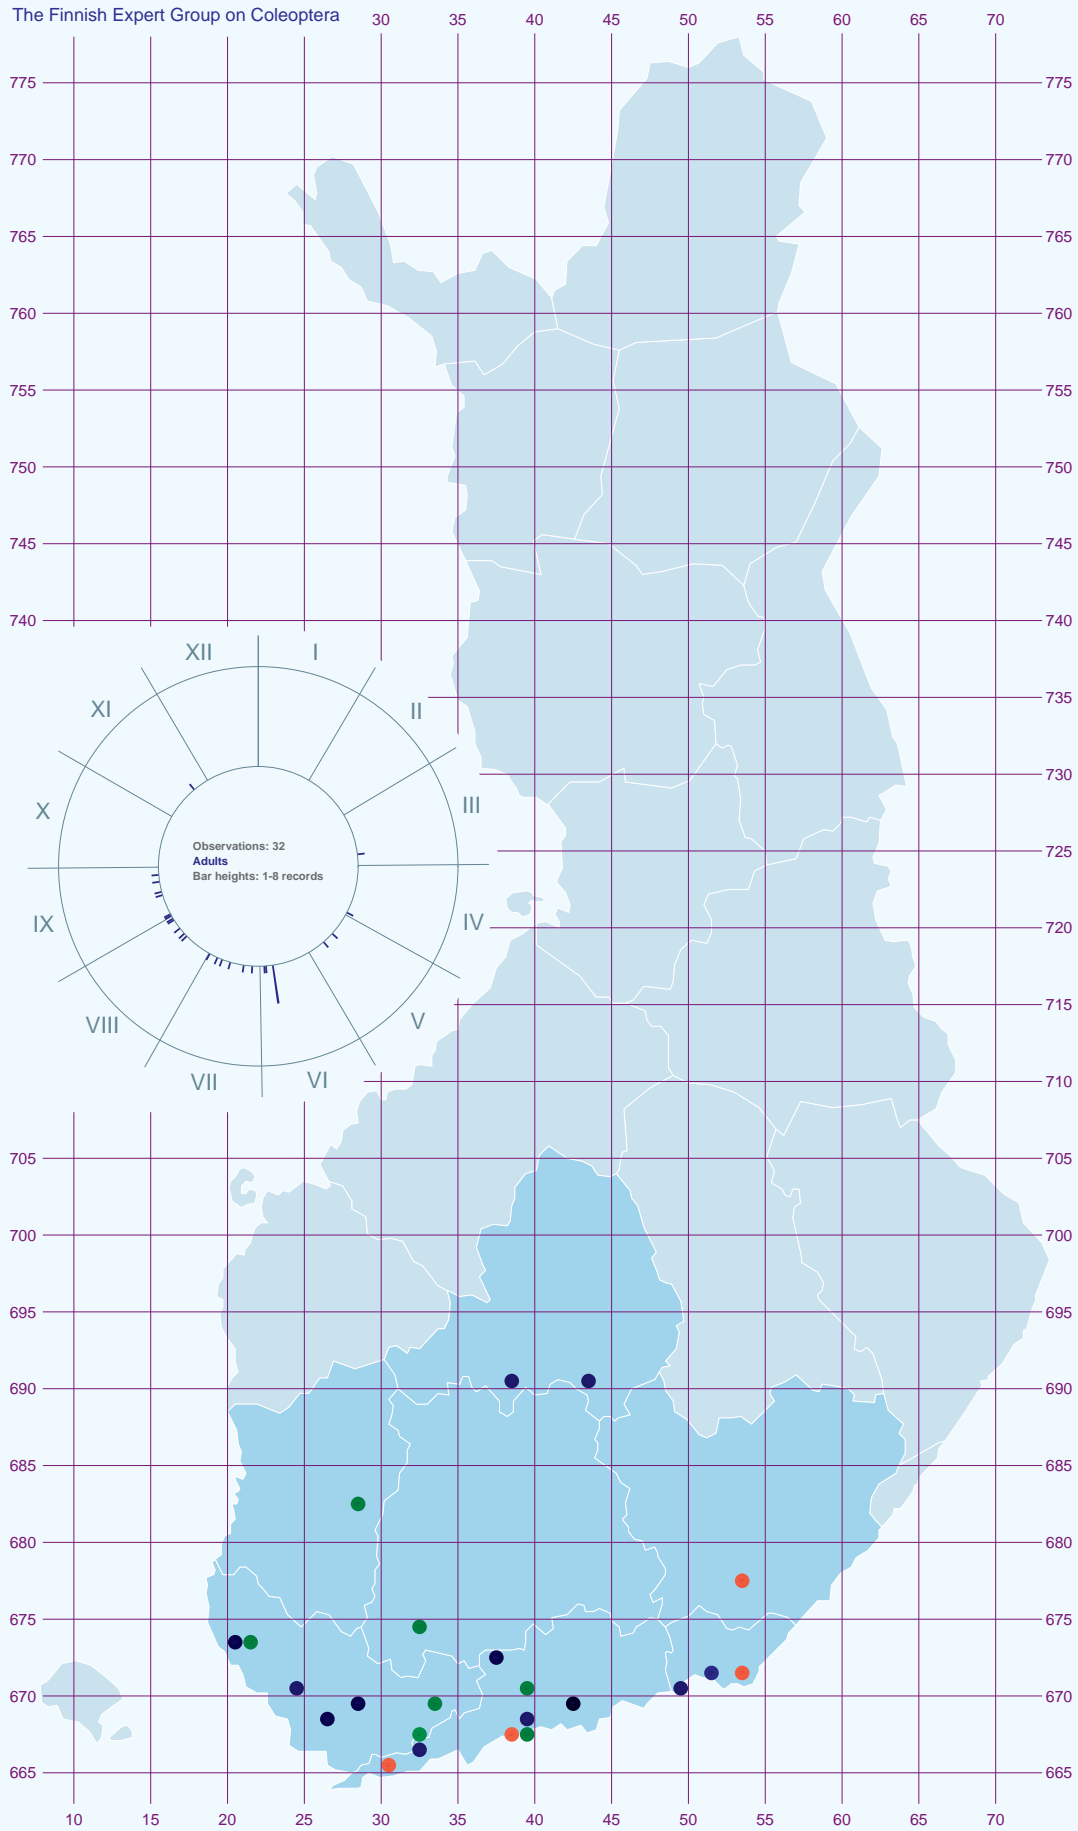 The Finnish Expert Group on Coleoptera
30 35 40 45 50 55 60 65 70
775 775
770 770
765 765
760 760
755 755
750 750
745 745
740 740
XII I
XI II
735
730
X III
725
Observations: 32
Adults
Bar heights: 1-8 records
IX IV
720
715
VIII V
VII VI
710
705 705
700 700
695 695
690 690
685 685
680 680
675 675
670 670
665 665
10 15 20 25 30 35 40 45 50 55 60 65 70